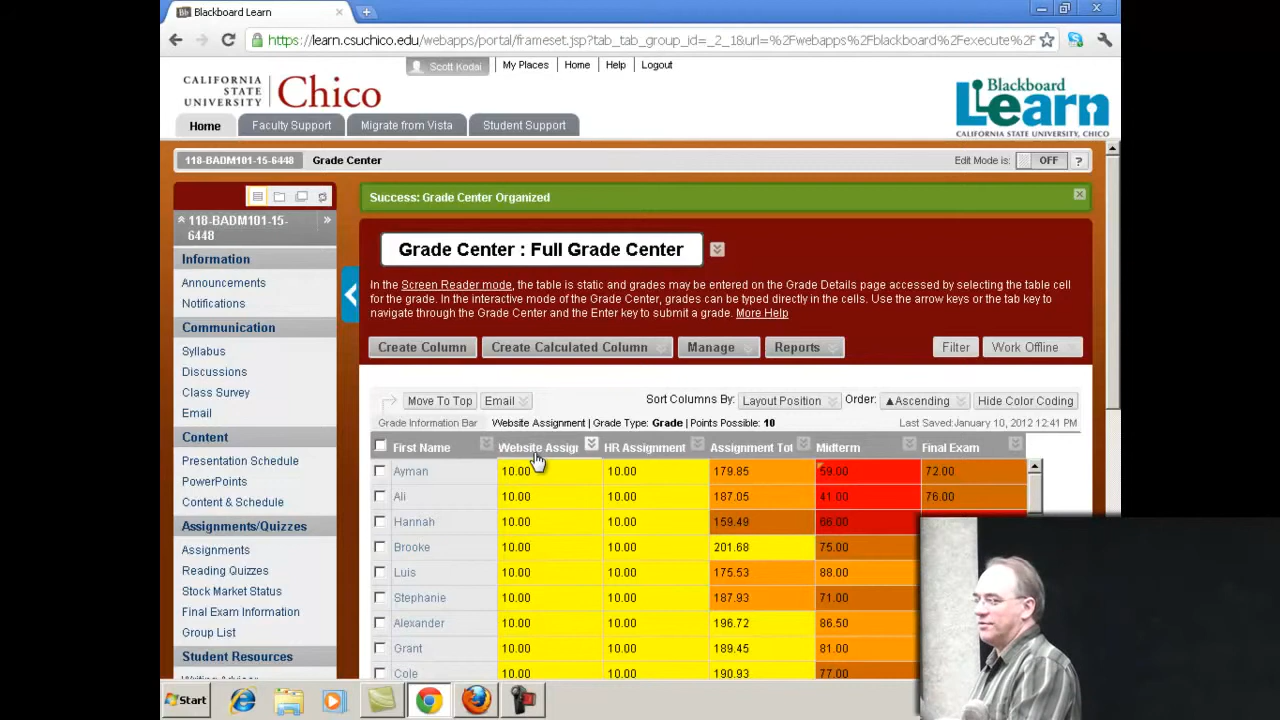 Blackboard Learn
https://learn.csuchico.edu/webapps/portal/frameset.jsp?tab_tab_group_id=_2_1&url=%2Fwebapps%2Fblackboard%2Fexecute%2F
Scott Kodai My Places Home Help Logout
CALIFORNIA
STATE
UNIVERSITY
Chico
Blackboard
Learn
CALIFORNIA STATE UNIVERSITY, CHICO
Home Faculty Support Migrate from Vista Student Support
118-BADM101-15-6448 Grade Center Edit Mode is: OFF ?
Success: Grade Center Organized
118-BADM101-15-
6448
Information
Announcements
Notifications
Communication
Syllabus
Discussions
Class Survey
Email
Content
Presentation Schedule
PowerPoints
Content & Schedule
Assignments/Quizzes
Assignments
Reading Quizzes
Stock Market Status
Final Exam Information
Group List
Student Resources
Grade Center : Full Grade Center
In the Screen Reader mode, the table is static and grades may be entered on the Grade Details page accessed by selecting the table cell
for the grade. In the interactive mode of the Grade Center, grades can be typed directly in the cells. Use the arrow keys or the tab key to
navigate through the Grade Center and the Enter key to submit a grade. More Help
Create Column Create Calculated Column Manage Reports Filter Work Offline
Move To Top Email Sort Columns By: Layout Position Order: ▲Ascending Hide Color Coding
Grade Information Bar Website Assignment | Grade Type: Grade | Points Possible: 10 Last Saved:January 10, 2012 12:41 PM
First Name Website Assig HR Assignment Assignment Tot Midterm Final Exam
Ayman 10.00 10.00 179.85 59.00 72.00
Ali 10.00 10.00 187.05 41.00 76.00
Hannah 10.00 10.00 159.49 66.00
Brooke 10.00 10.00 201.68 75.00
Luis 10.00 10.00 175.53 88.00
Stephanie 10.00 10.00 187.93 71.00
Alexander 10.00 10.00 196.72 86.50
Grant 10.00 10.00 189.45 81.00
Cole 10.00 10.00 190.93 77.00
Start